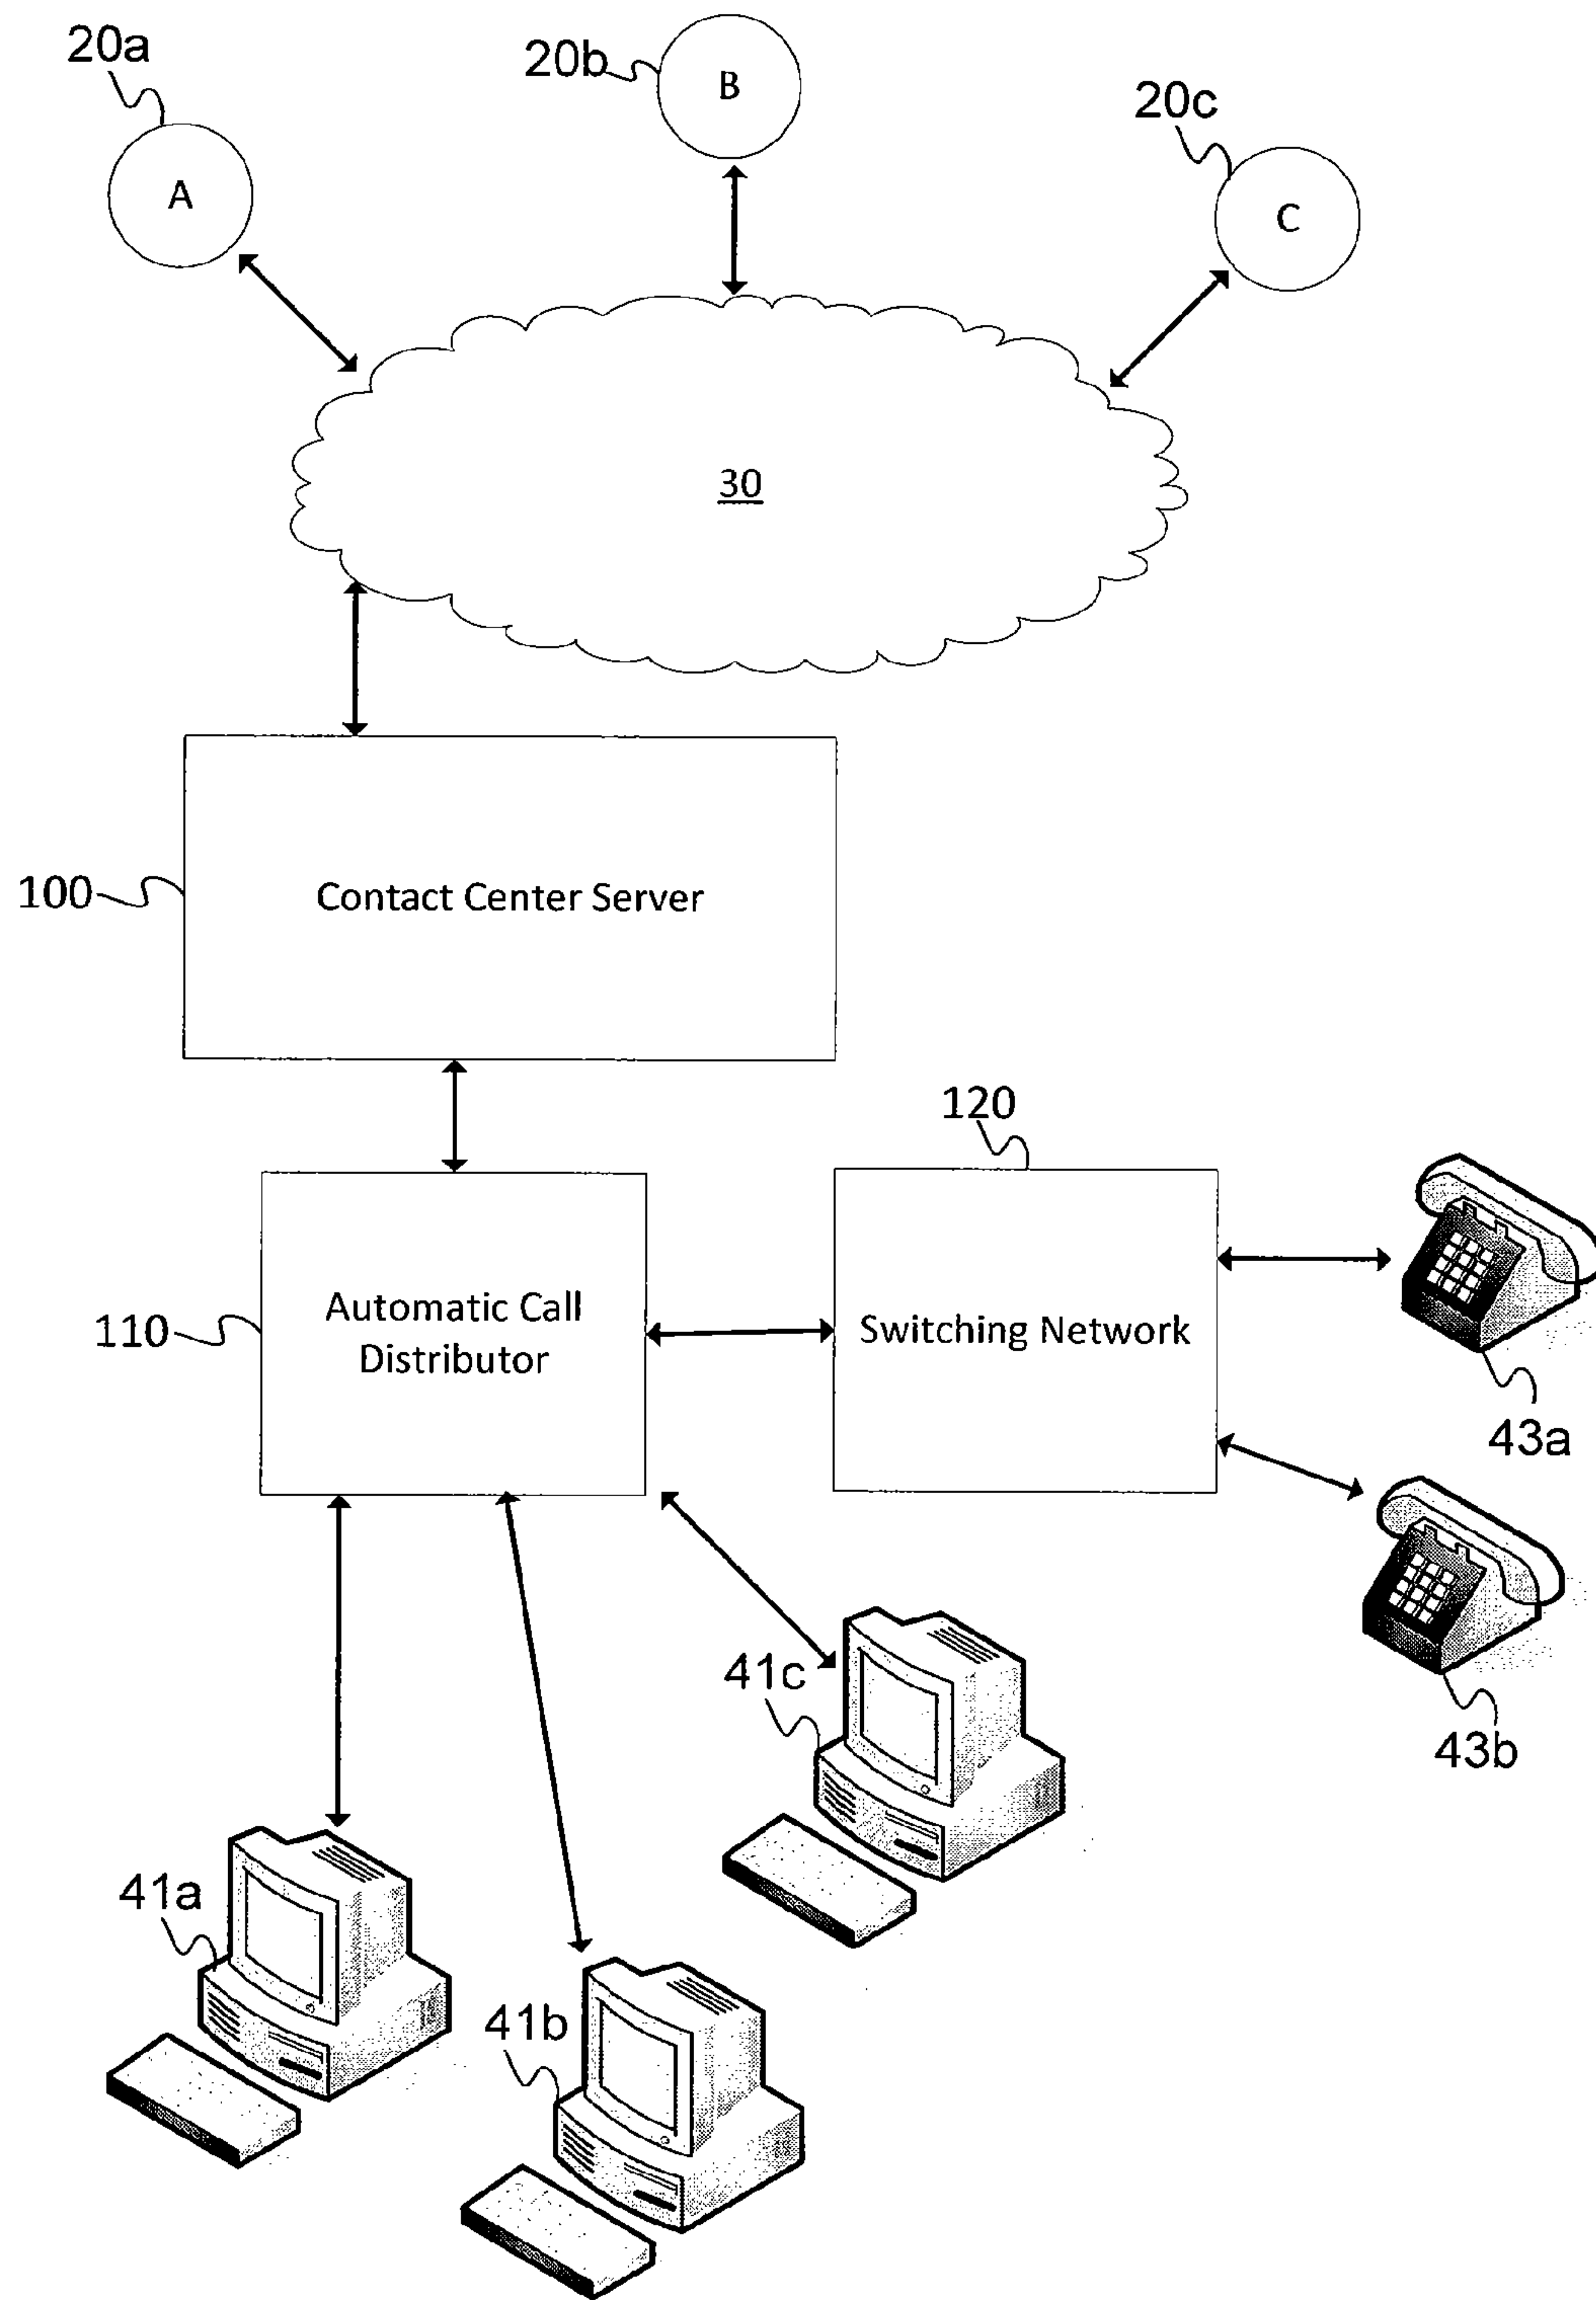 20a
20b
B
20c
A
C
30
100
Contact Center Server
120
110
Automatic Call
Distributor
Switching Network
43a
41c
43b
41a
41b